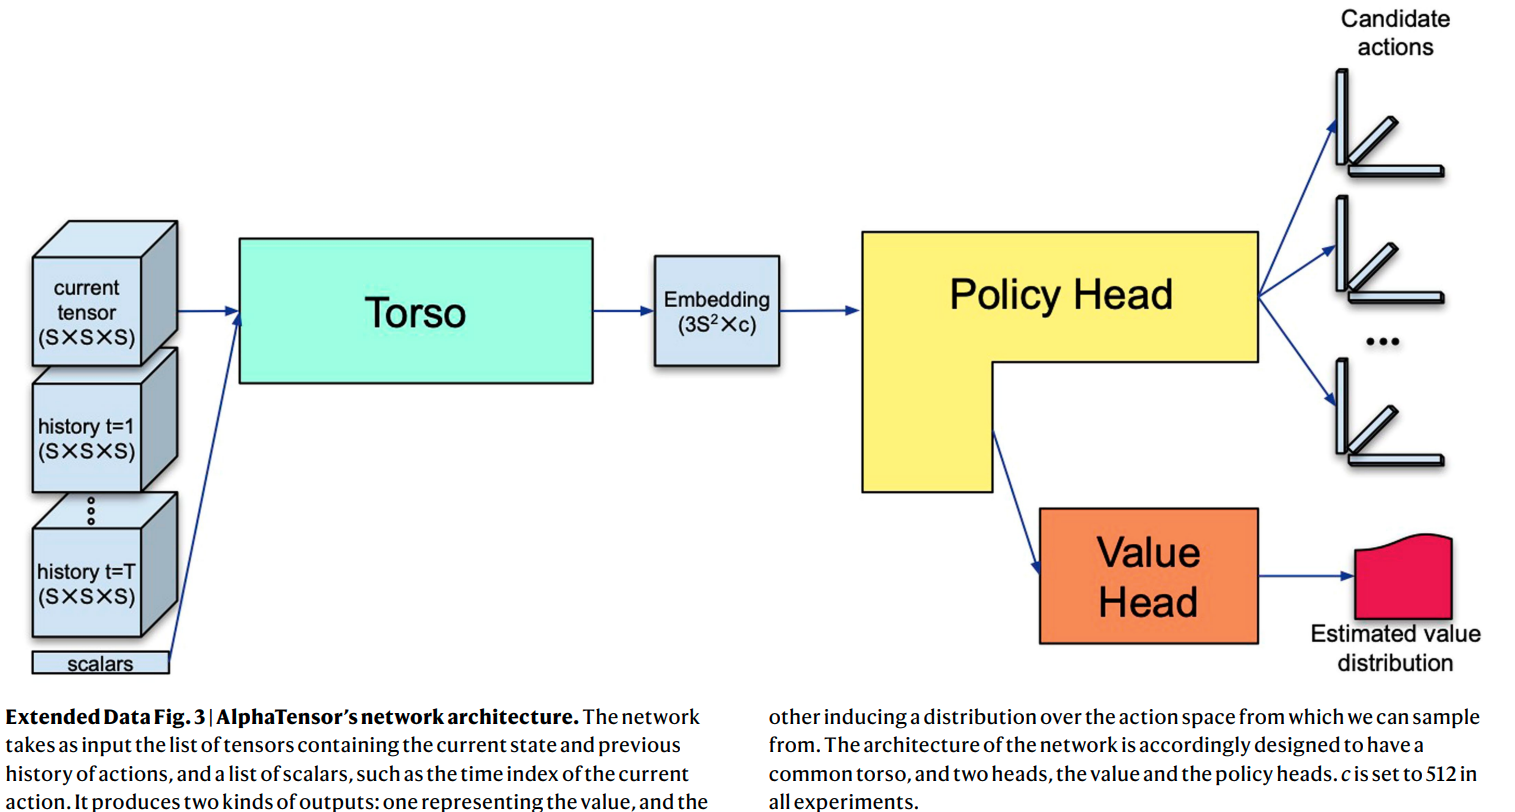 Candidate
actions
current
tensor
(S×S×S)
history t=1
(S×S×S)
history t=T
(S×S×S)
scalars
Torso
Embedding
(3S²×c)
Policy Head
Value
Head
Estimated value
distribution
Extended Data Fig. 3 | AlphaTensor’s network architecture. The network
takes as input the list of tensors containing the current state and previous
history of actions, and a list of scalars, such as the time index of the current
action. It produces two kinds of outputs: one representing the value, and the
other inducing a distribution over the action space from which we can sample
from. The architecture of the network is accordingly designed to have a
common torso, and two heads, the value and the policy heads. c is set to 512 in
all experiments.